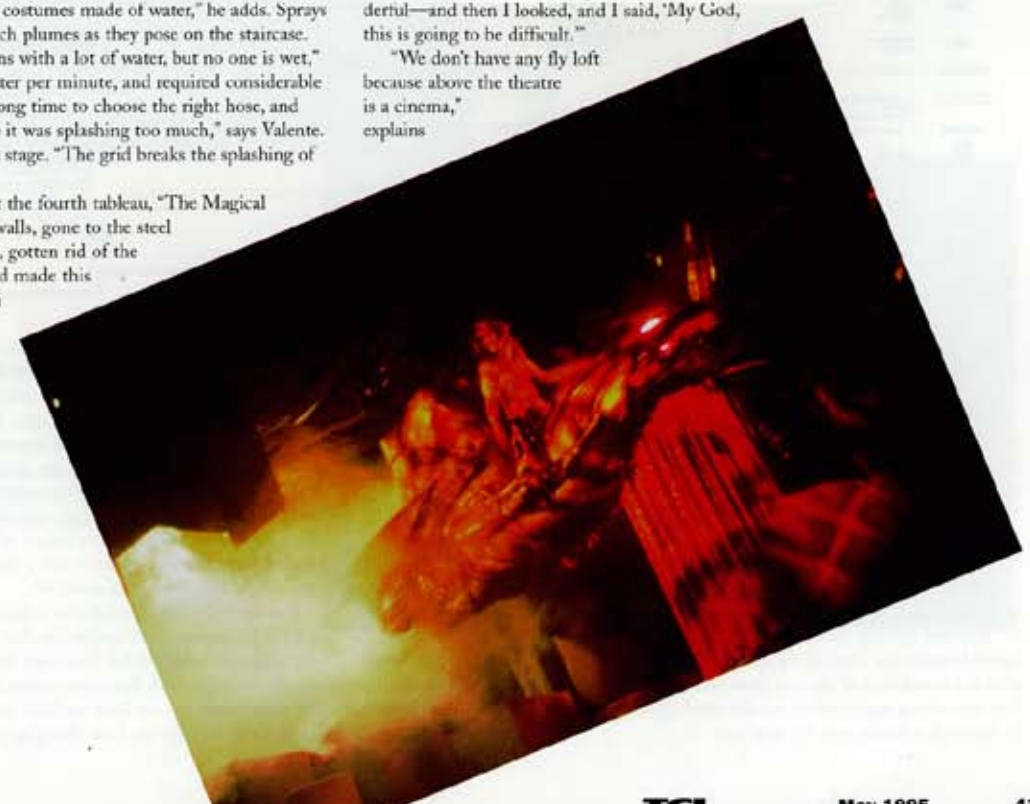 costumes made of water," he adds. Sprays
ch plumes as they pose on the staircase.
ns with a lot of water, but no one is wet,"
ter per minute, and required considerable
ong time to choose the right hose, and
it was splashing too much," says Valente.
stage. "The grid breaks the splashing of
the fourth tableau, "The Magical
walls, gone to the steel
, gotten rid of the
d made this
derful—and then I looked, and I said, 'My God,
this is going to be difficult.'"
"We don't have any fly loft
because above the theatre
is a cinema,"
explains
TCI
May 1995